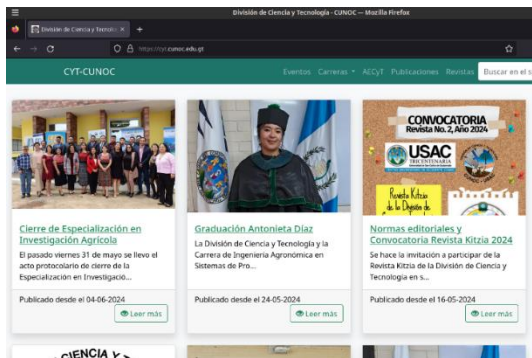 División de Ciencia y Tecnología - CUNOC — Mozilla Firefox
División de Ciencia y Tecnolo
https://cyt.cunoc.edu.gt
CYT-CUNOC
Eventos Carreras AECyT Publicaciones Revistas Buscar en el s
Cierre de Especialización en
Investigación Agrícola
El pasado viernes 31 de mayo se llevo el
acto protocolario de cierre de la
Especialización en Investigació...
Publicado desde el 04-06-2024
Leer más
Graduación Antonieta Díaz
La División de Ciencia y Tecnología y la
Carrera de Ingeniería Agronómica en
Sistemas de Pro...
Publicado desde el 24-05-2024
Leer más
CONVOCATORIA
Revista No. 2, Año 2024
USAC
TRICENTENARIA
Revista Kitzia
de la División de
Normas editoriales y
Convocatoria Revista Kitzia 2024
Se hace la invitación a participar de la
Revista Kitzia de la División de Ciencia y
Tecnología en s...
Publicado desde el 16-05-2024
Leer más
CIENCIA Y